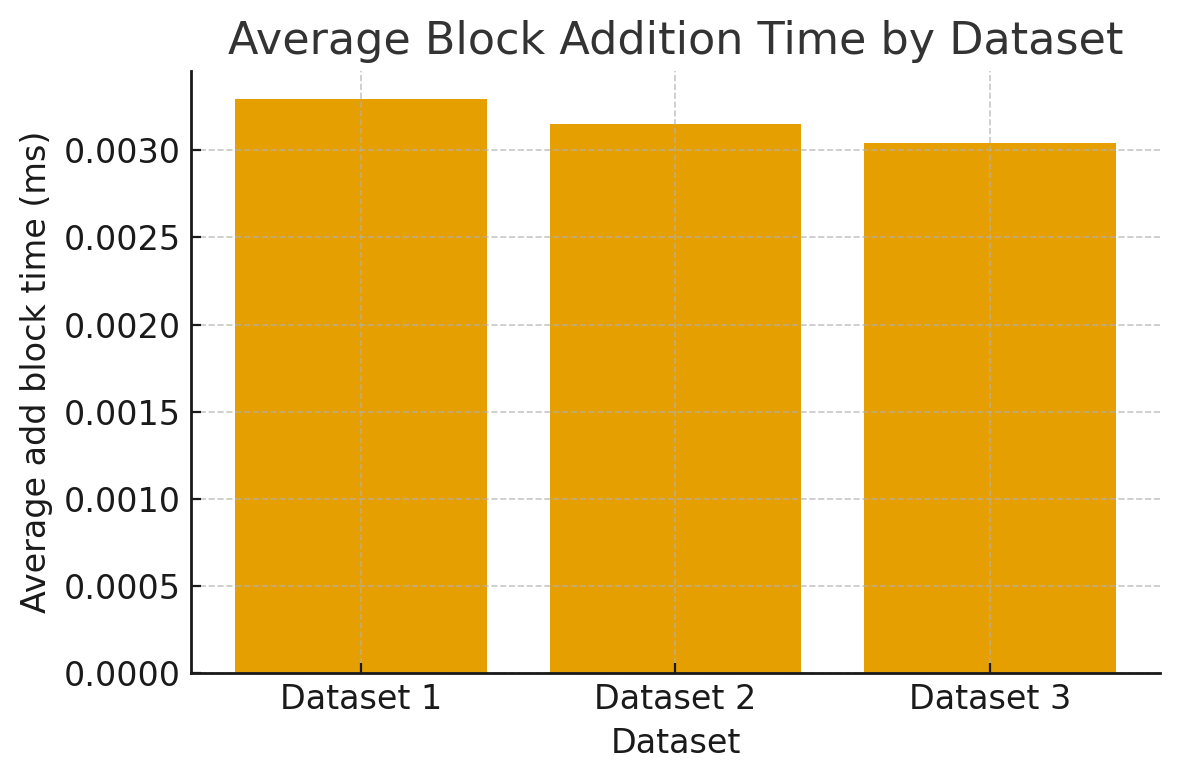 Average Block Addition Time by Dataset
Average add block time (ms)
0.0030
0.0025
0.0020
0.0015
0.0010
0.0005
0.0000
Dataset 1
Dataset 2
Dataset 3
Dataset